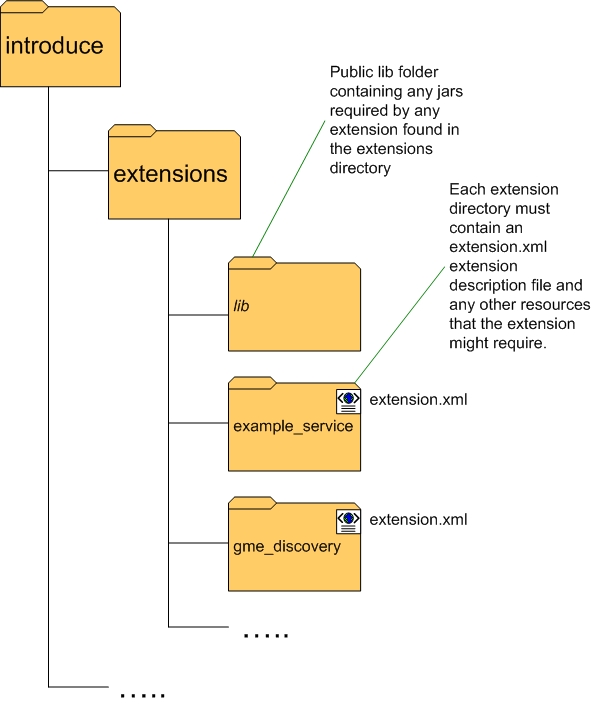 introduce
Public lib folder
containing any jars
required by any
extension found in
the extensions
directory
extensions
Each extension
directory must
contain an
extension.xml
extension
description file and
any other resources
that the extension
might require.
lib
extension.xml
example_service
extension.xml
gme_discovery
.....
.....